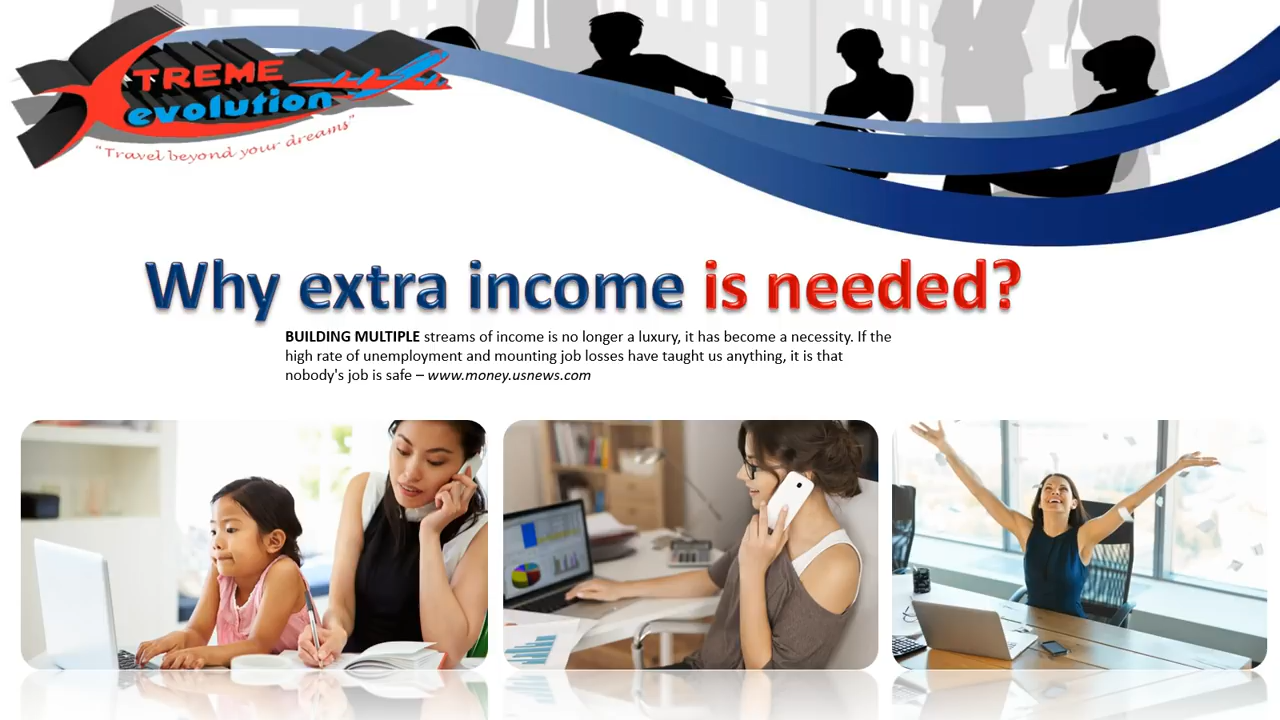 XTREME
evolution
"Travel beyond your dreams"
Why extra income is needed?
BUILDING MULTIPLE streams of income is no longer a luxury, it has become a necessity. If the
high rate of unemployment and mounting job losses have taught us anything, it is that
nobody's job is safe – www.money.usnews.com